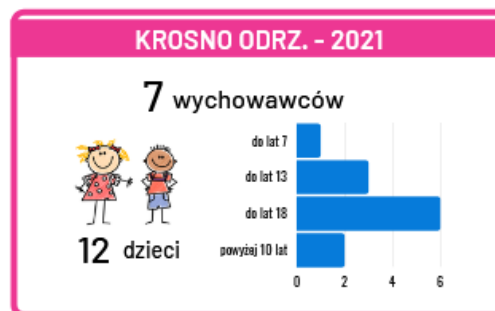 KROSNO ODRZ. - 2021
7 wychowawców
12 dzieci
do lat 7
do lat 13
do lat 18
powyżej 10 lat
0 2 4 6